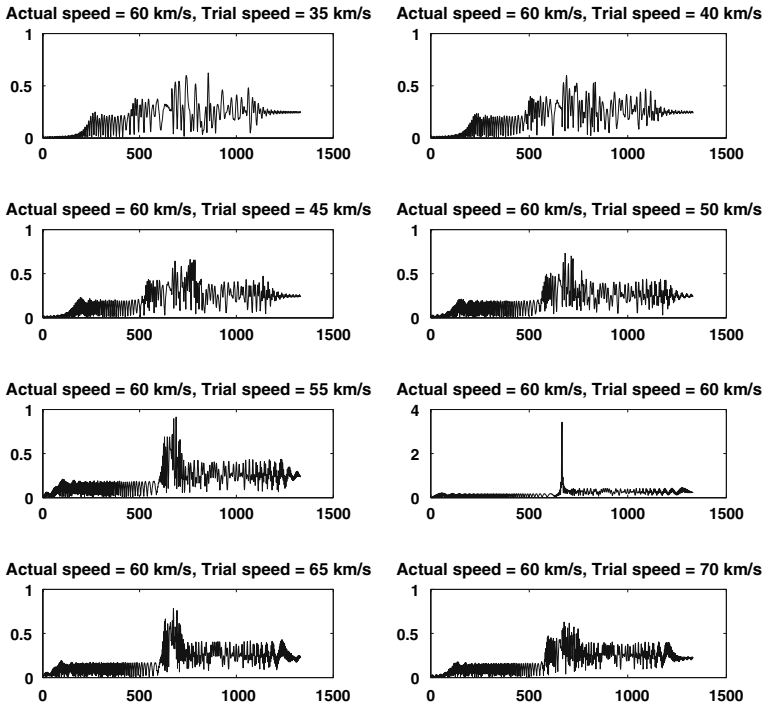 Actual speed = 60 km/s, Trial speed = 35 km/s
Actual speed = 60 km/s, Trial speed = 40 km/s
1
0.5
0
0 500 1000 1500
1
0.5
0
0 500 1000 1500
Actual speed = 60 km/s, Trial speed = 45 km/s
Actual speed = 60 km/s, Trial speed = 50 km/s
1
0.5
0
0 500 1000 1500
1
0.5
0
0 500 1000 1500
Actual speed = 60 km/s, Trial speed = 55 km/s
Actual speed = 60 km/s, Trial speed = 60 km/s
1
0.5
0
0 500 1000 1500
4
2
0
0 500 1000 1500
Actual speed = 60 km/s, Trial speed = 65 km/s
Actual speed = 60 km/s, Trial speed = 70 km/s
1
0.5
0
0 500 1000 1500
1
0.5
0
0 500 1000 1500